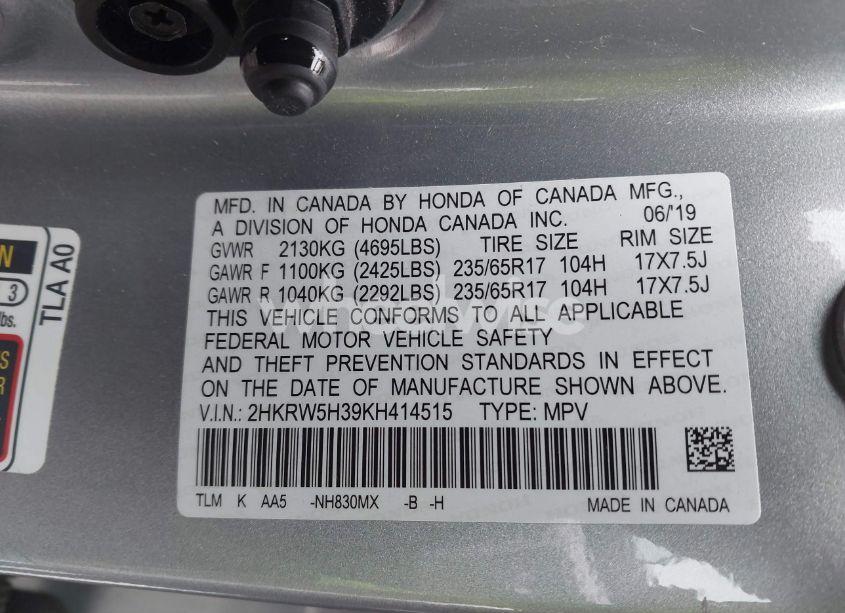 MFD. IN CANADA BY HONDA OF CANADA MFG.,
A DIVISION OF HONDA CANADA INC. 06/'19
GVWR 2130KG (4695LBS) TIRE SIZE RIM SIZE
GAWR F 1100KG (2425LBS) 235/65R17 104H 17X7.5J
GAWR R 1040KG (2292LBS) 235/65R17 104H 17X7.5J
THIS VEHICLE CONFORMS TO ALL APPLICABLE
FEDERAL MOTOR VEHICLE SAFETY
AND THEFT PREVENTION STANDARDS IN EFFECT
ON THE DATE OF MANUFACTURE SHOWN ABOVE.
V.I.N.: 2HKRW5H39KH414515 TYPE: MPV
TLM K AA5 -NH830MX -B -H MADE IN CANADA
TLA A0
3
lbs.